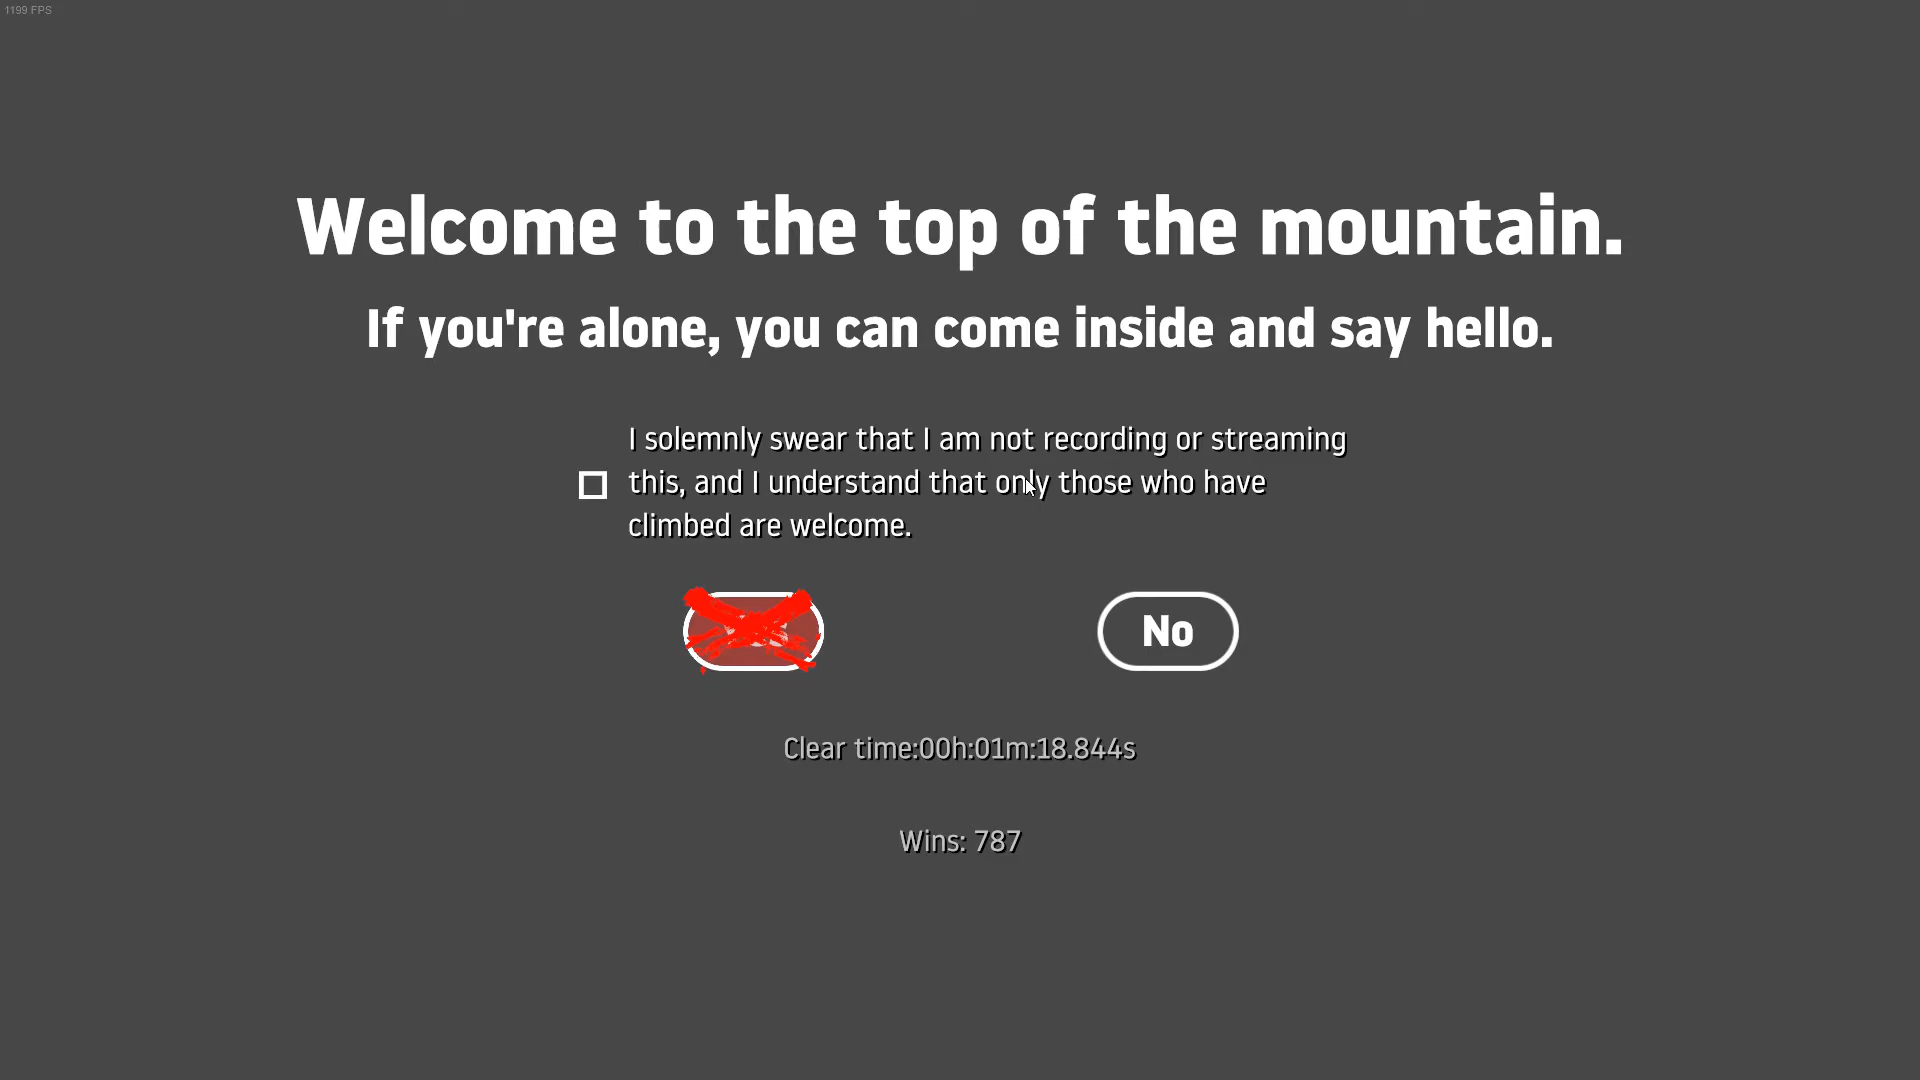 1199 FPS
Welcome to the top of the mountain.
If you're alone, you can come inside and say hello.
I solemnly swear that I am not recording or streaming
this, and I understand that only those who have
climbed are welcome.
No
Clear time:00h:01m:18.844s
Wins: 787